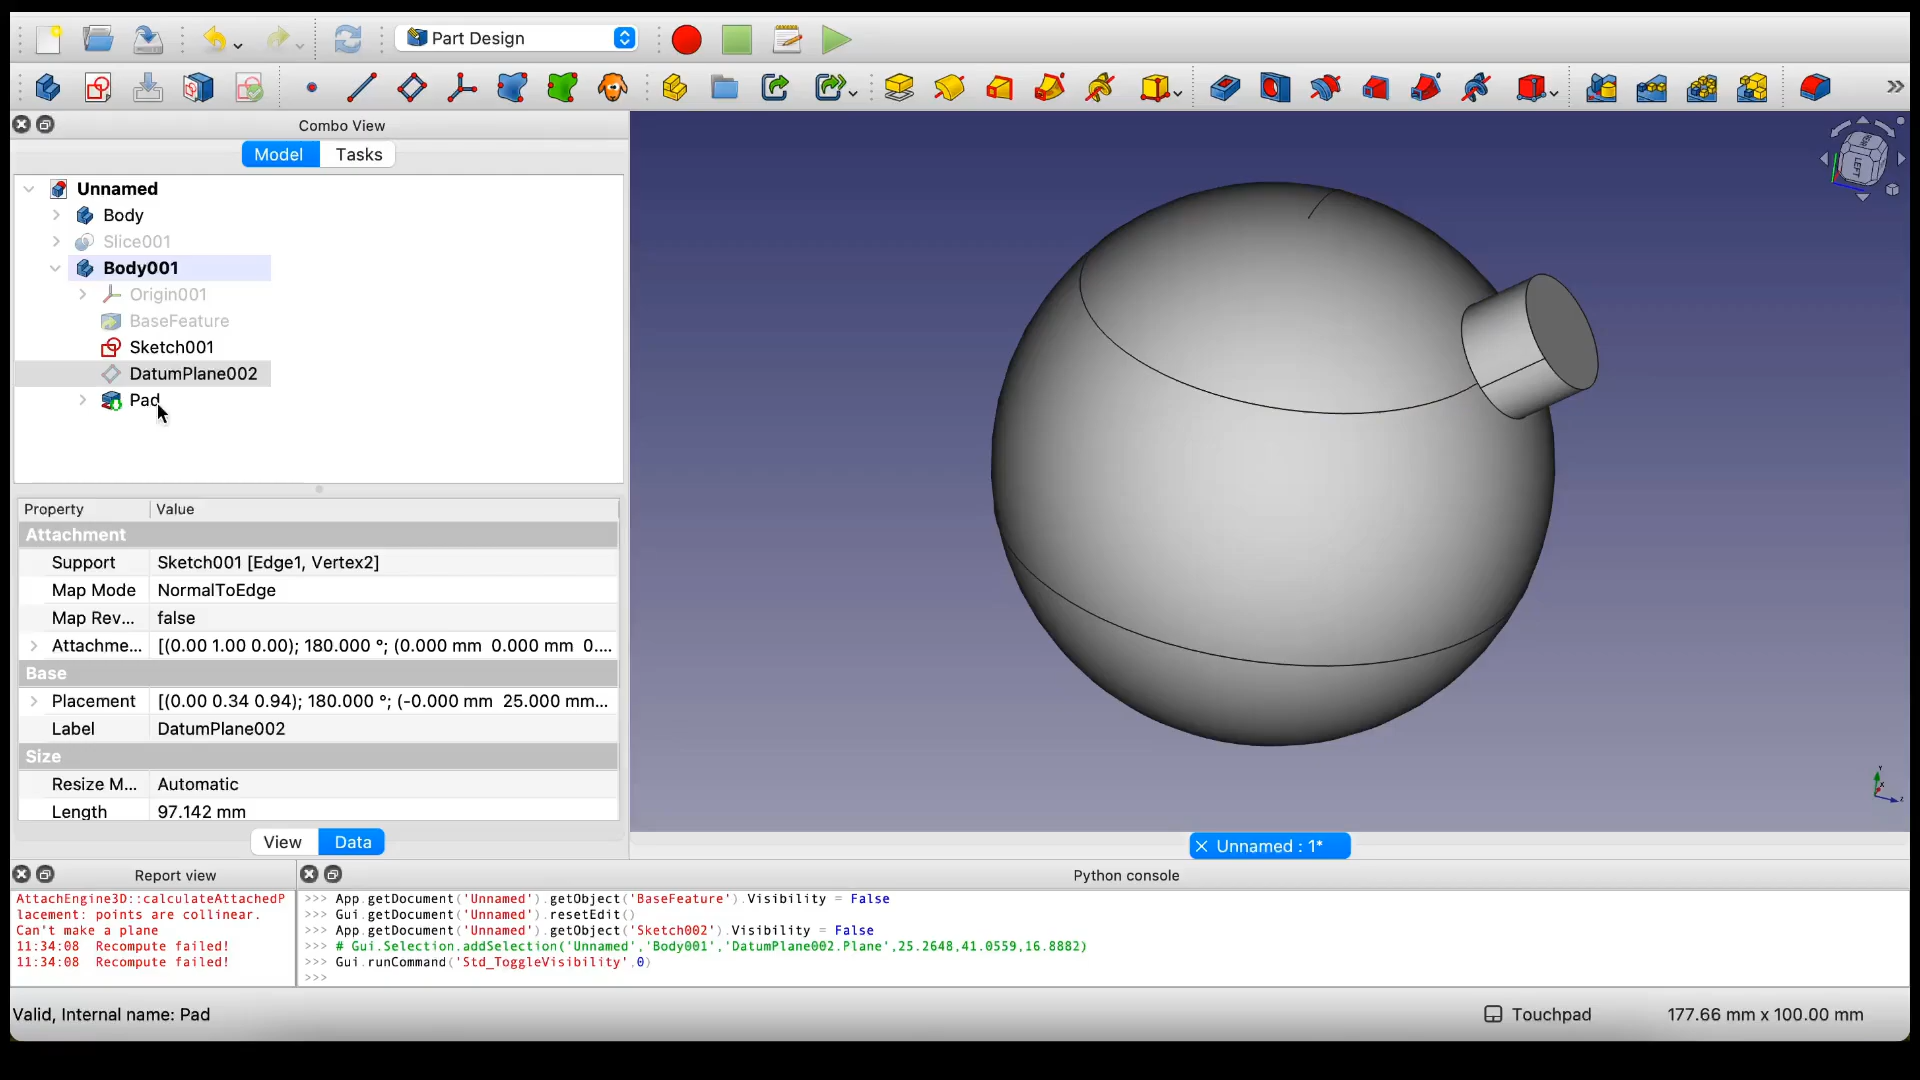 Part Design
Combo View
Model Tasks
Unnamed
Body
Slice001
Body001
Origin001
BaseFeature
Sketch001
DatumPlane002
Pad
Property Value
Attachment
Support Sketch001 [Edge1, Vertex2]
Map Mode NormalToEdge
Map Rev... false
Attachme... [(0.00 1.00 0.00); 180.000 °; (0.000 mm 0.000 mm 0....
Base
Placement [(0.00 0.34 0.94); 180.000 °; (-0.000 mm 25.000 mm...
Label DatumPlane002
Size
Resize M... Automatic
Length 97.142 mm
View Data
LEFT
Unnamed : 1*
Report view
AttachEngine3D::calculateAttachedP
lacement: points are collinear.
Can't make a plane
11:34:08 Recompute failed!
11:34:08 Recompute failed!
Python console
>>> App.getDocument('Unnamed').getObject('BaseFeature').Visibility = False
>>> Gui.getDocument('Unnamed').resetEdit()
>>> App.getDocument('Unnamed').getObject('Sketch002').Visibility = False
>>> # Gui.Selection.addSelection('Unnamed','Body001','DatumPlane002.Plane',25.2648,41.0559,16.8882)
>>> Gui.runCommand('Std_ToggleVisibility',0)
>>>
Valid, Internal name: Pad
Touchpad
177.66 mm x 100.00 mm